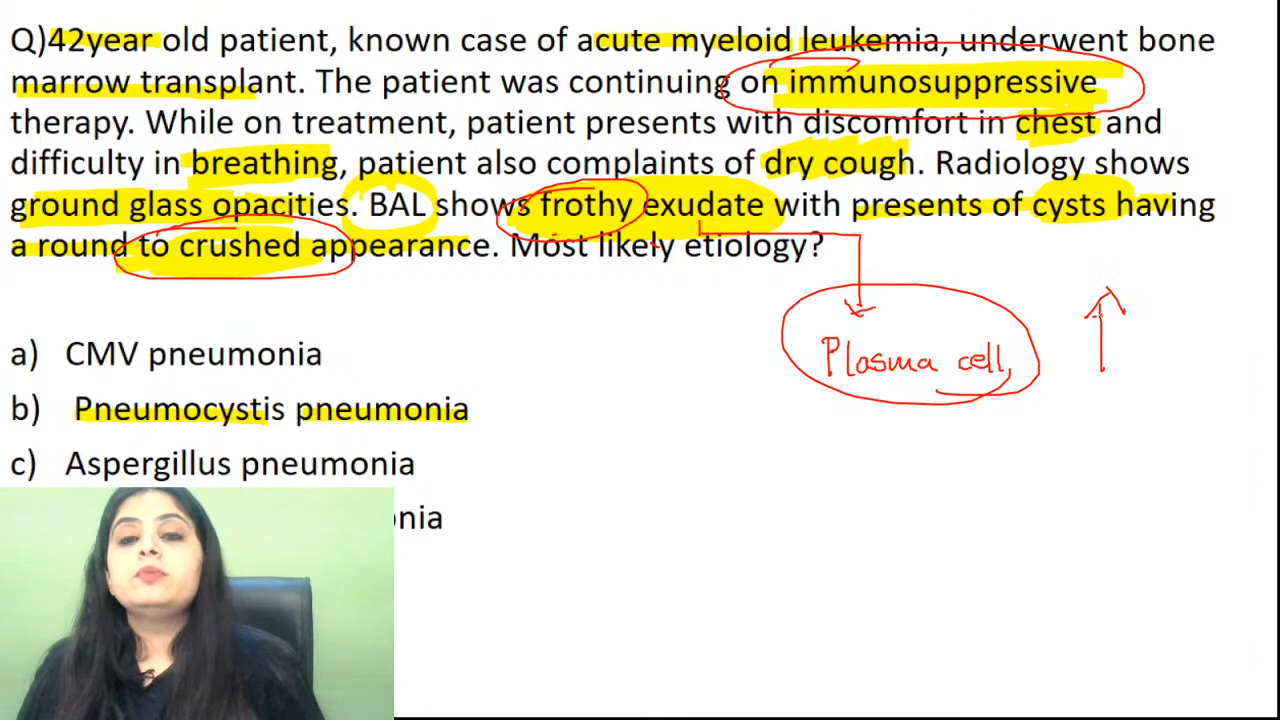 Q)42year old patient, known case of acute myeloid leukemia, underwent bone
marrow transplant. The patient was continuing on immunosuppressive
therapy. While on treatment, patient presents with discomfort in chest and
difficulty in breathing, patient also complaints of dry cough. Radiology shows
ground glass opacities. BAL shows frothy exudate with presents of cysts having
a round to crushed appearance. Most likely etiology?
Plasma cell,
a) CMV pneumonia
b) Pneumocystis pneumonia
c) Aspergillus pneumonia
onia